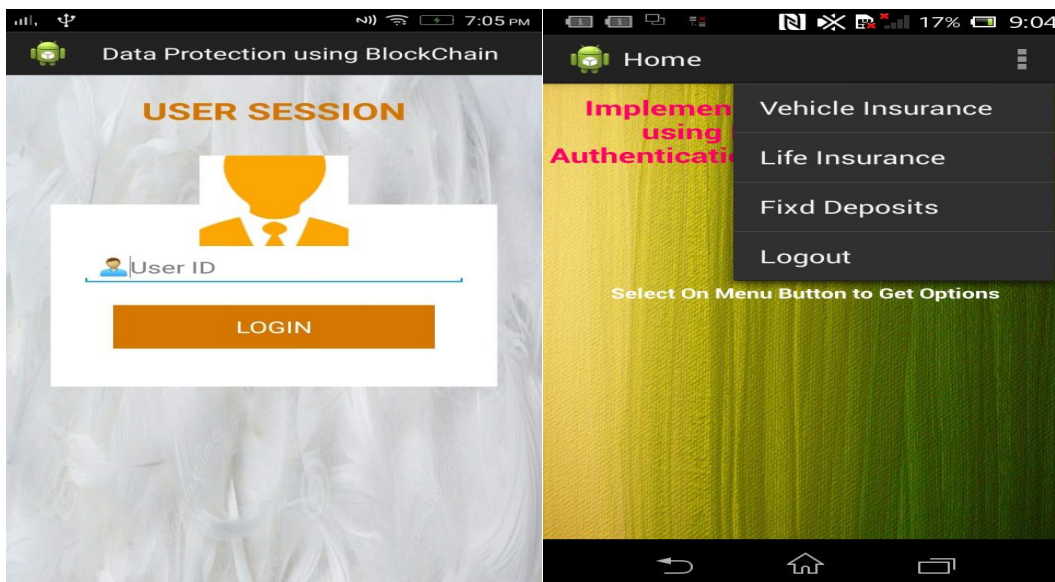 7:05 PM
Data Protection using BlockChain
USER SESSION
User ID
LOGIN
17% 9:04
Home
Implemen
using
Authenticati
Vehicle Insurance
Life Insurance
Fixd Deposits
Logout
Select On Menu Button to Get Options